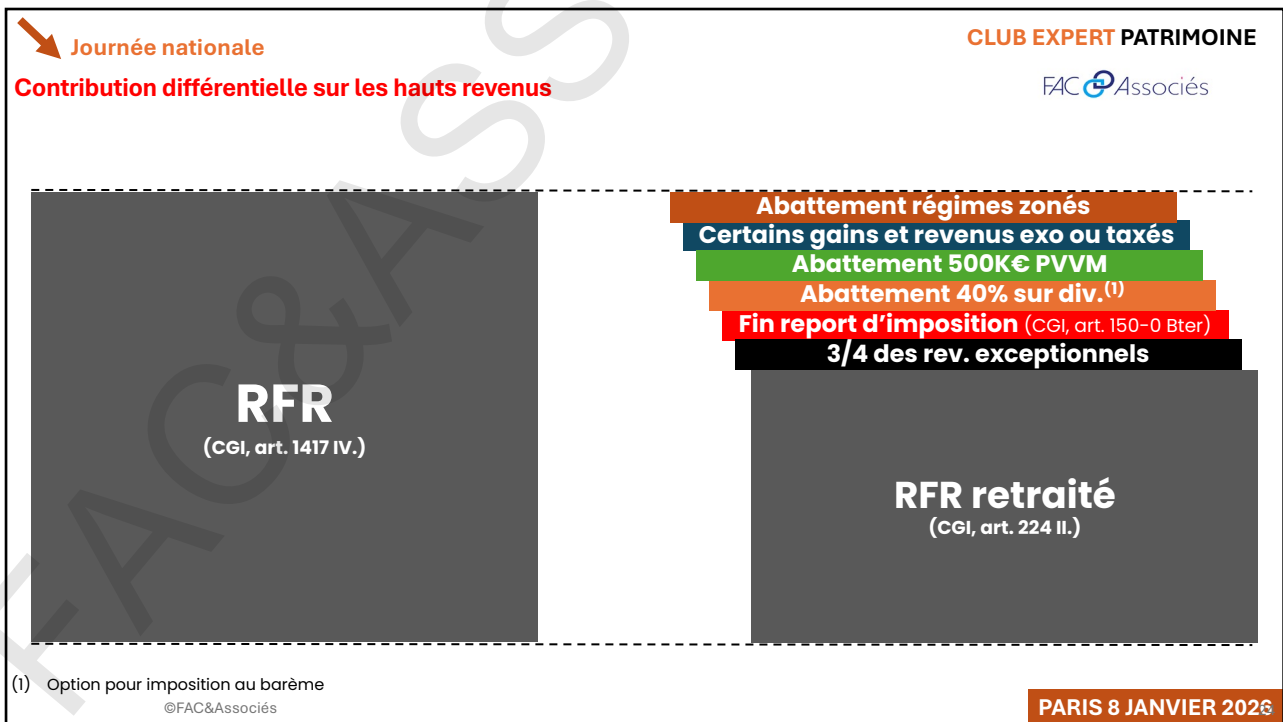 Journée nationale
CLUB EXPERT PATRIMOINE
Contribution différentielle sur les hauts revenus
FAC Associés
Abattement régimes zonés
Certains gains et revenus exo ou taxés
Abattement 500K€ PVVM
Abattement 40% sur div.(1)
Fin report d’imposition (CGI, art. 150-0 Bter)
3/4 des rev. exceptionnels
RFR
(CGI, art. 1417 IV.)
RFR retraité
(CGI, art. 224 II.)
(1) Option pour imposition au barème
©FAC&Associés
PARIS 8 JANVIER 2026
FAC&ASS